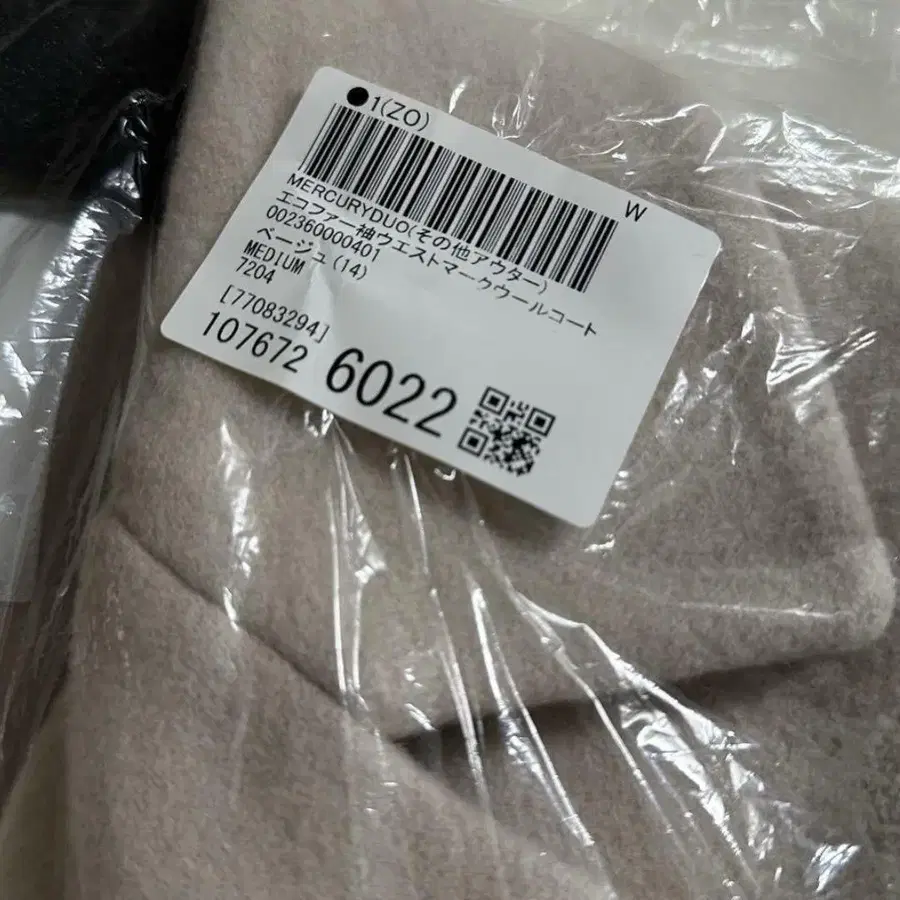 ●1(ZO)
W
MERCURYDUO(その他アウター)
エコファー袖ウエストマークウールコート
00236000401
ベージュ(14)
MEDIUM
7204
[77083294]
107672 6022